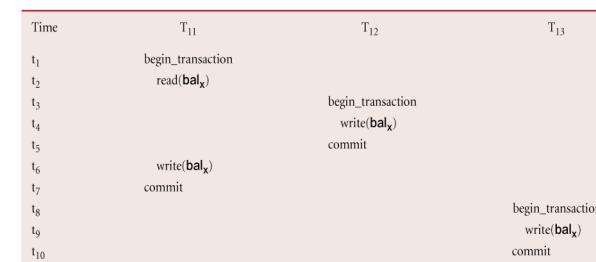 Time T₁₁ T₁₂ T₁₃
t₁ begin_transaction
t₂ read(balₓ)
t₃ begin_transaction
t₄ write(balₓ)
t₅ commit
t₆ write(balₓ)
t₇ commit
t₈ begin_transaction
t₉ write(balₓ)
t₁₀ commit